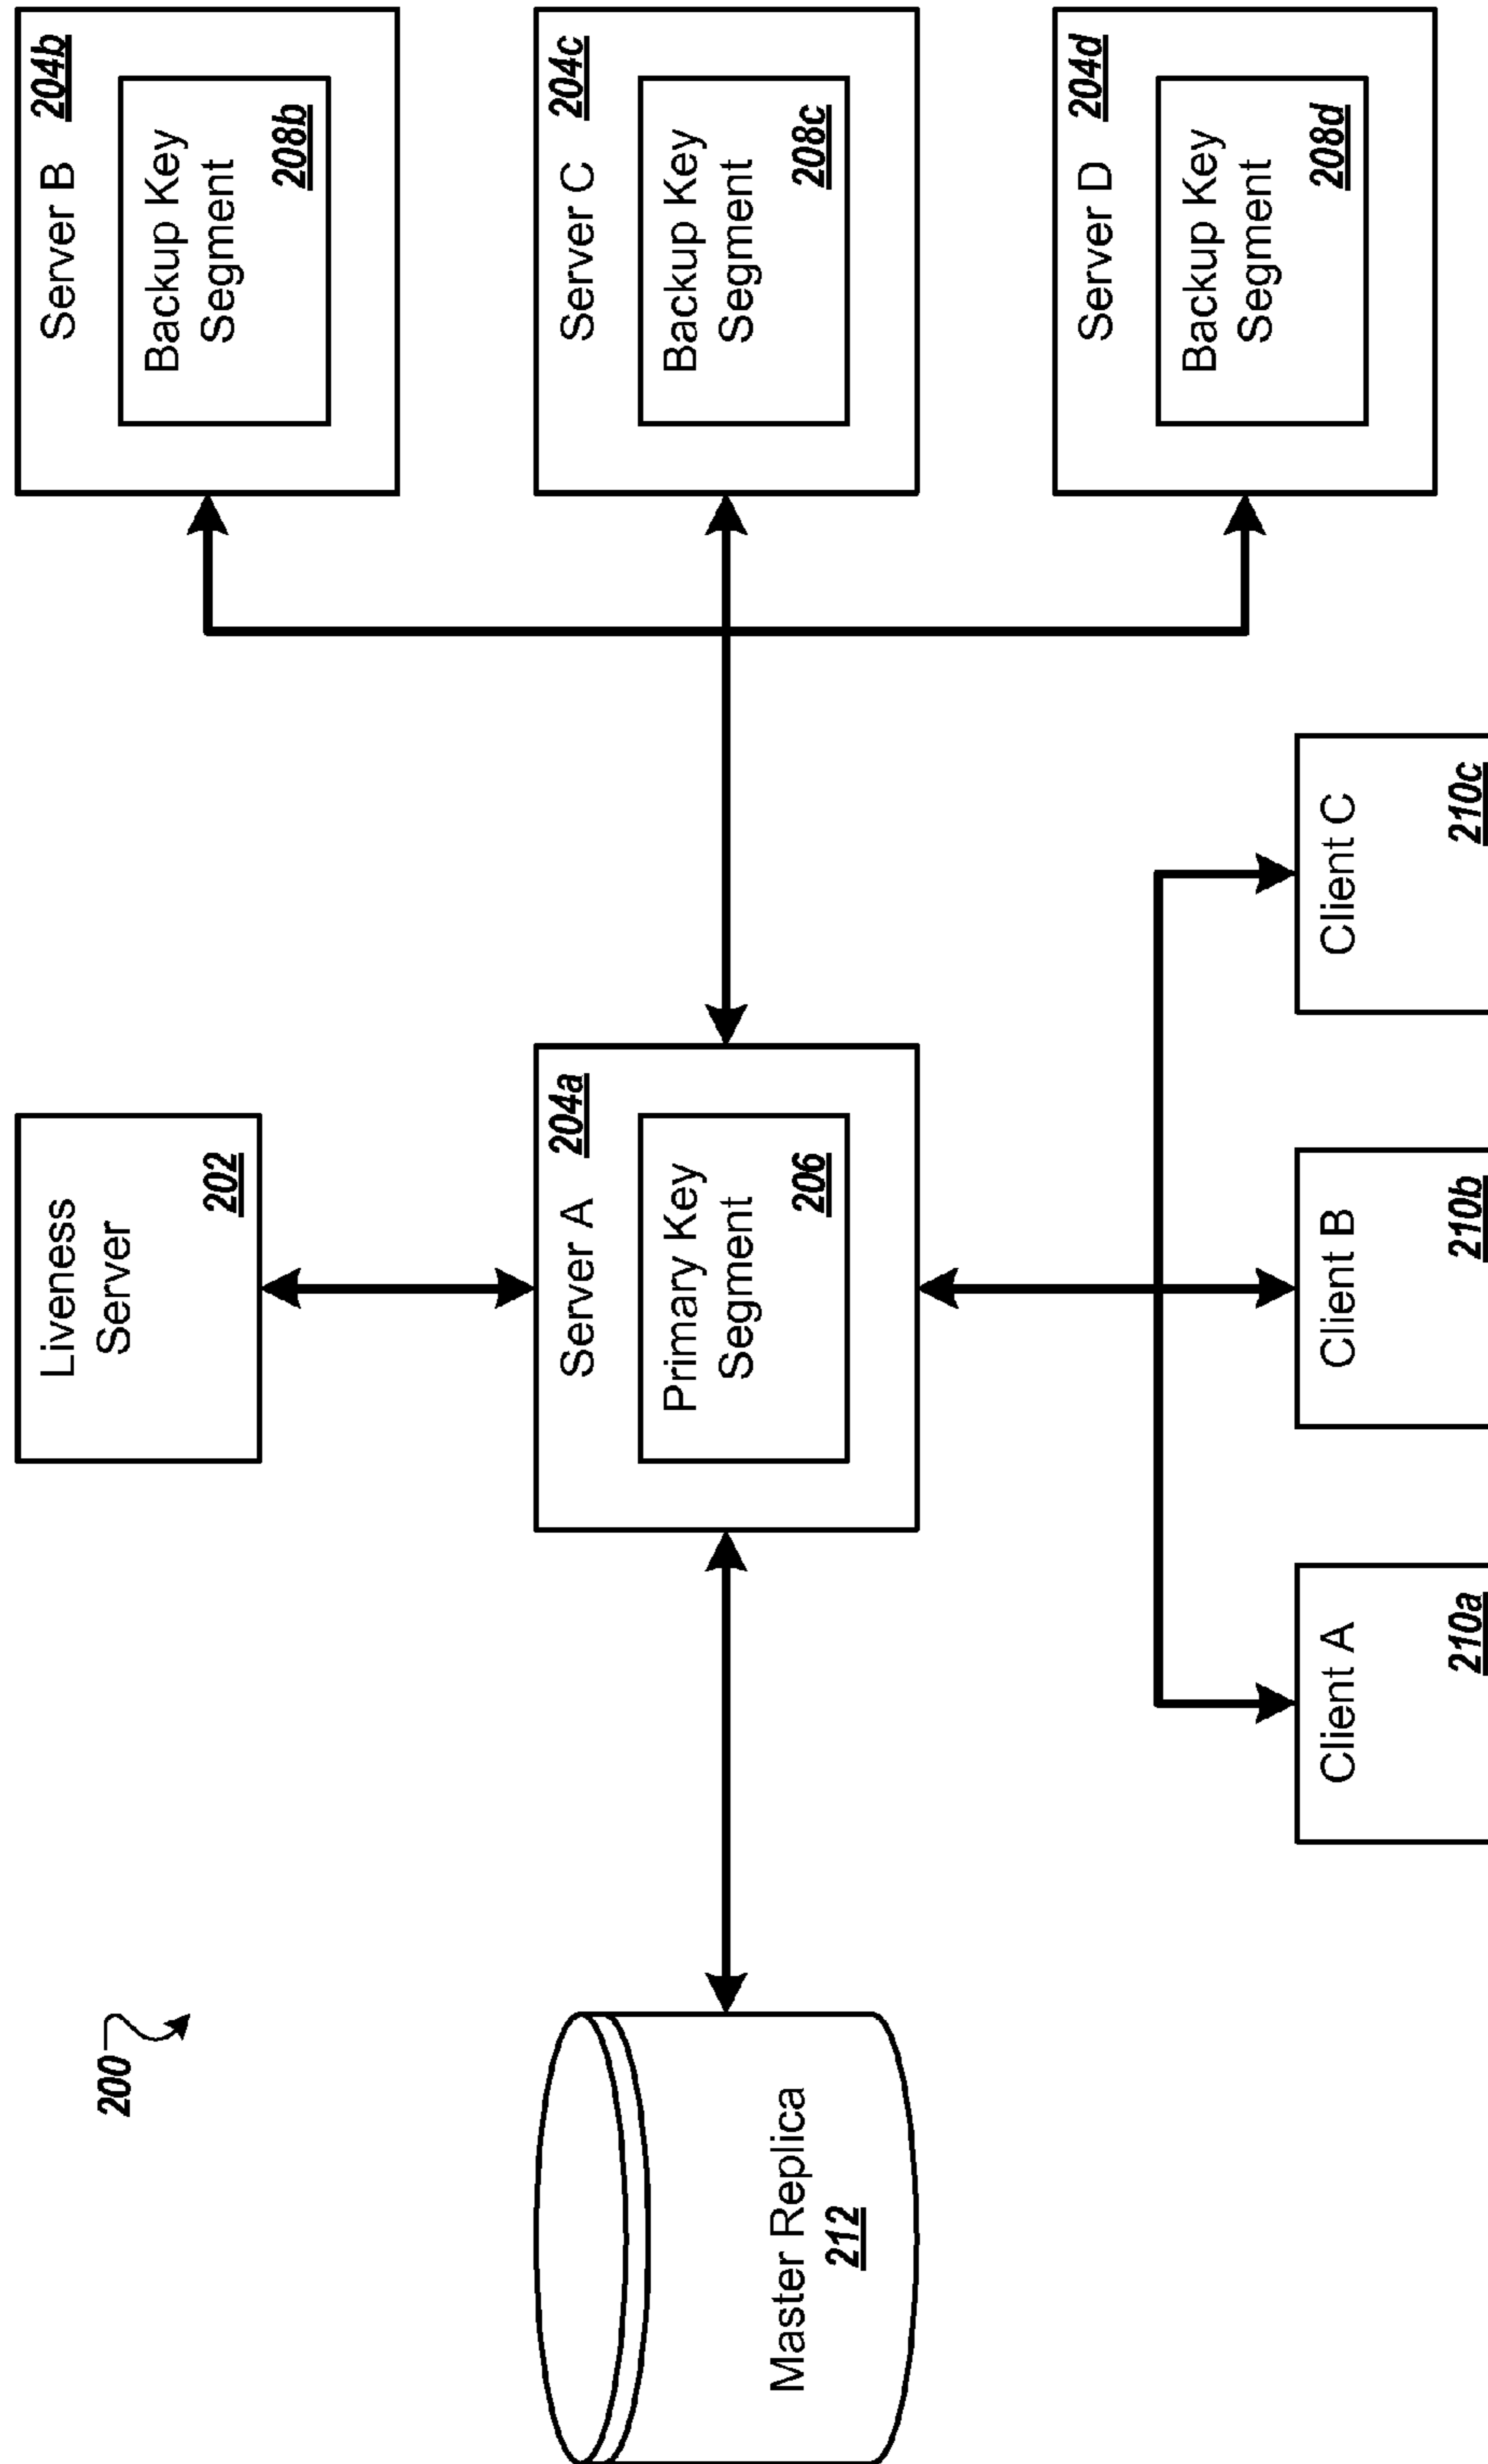 200
Liveness
Server
202
Server B 204b
Backup Key
Segment
208b
Master Replica
212
Server A 204a
Primary Key
Segment
206
Server C 204c
Backup Key
Segment
208c
Client A
210a
Client B
210b
Client C
210c
Server D 204d
Backup Key
Segment
208d